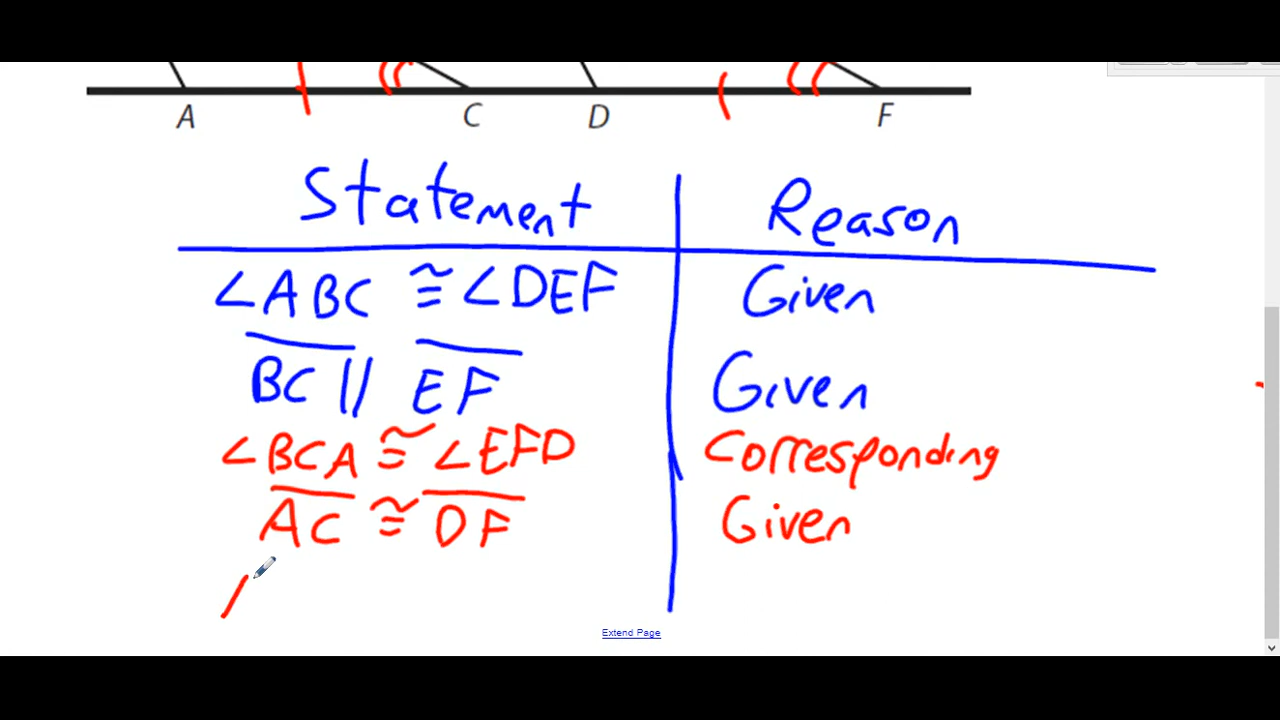 A C D F
Statement Reason
∠ABC ≅ ∠DEF Given
BC || EF Given
∠BCA ≅ ∠EFD Corresponding
AC ≅ DF Given
Extend Page